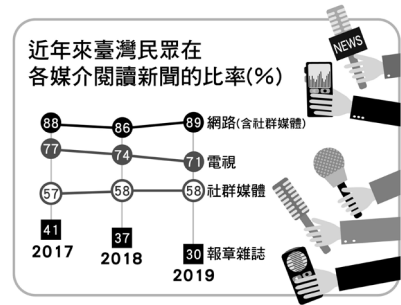 近年來臺灣民眾在
各媒介閱讀新聞的比率(%)
NEWS
88 86 89 網路(含社群媒體)
77 74 71 電視
57 58 58 社群媒體
41 37 30 報章雜誌
2017 2018 2019